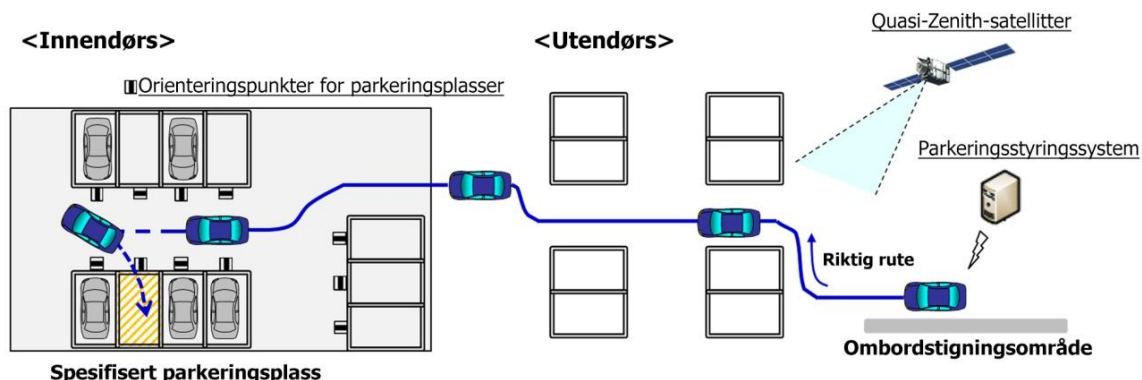 <Innendørs>
<Utendørs>
Quasi-Zenith-satellitter
Orienteringspunkter for parkeringsplasser
Parkeringsstyringssystem
Riktig rute
Ombordstigningsområde
Spesifisert parkeringsplass